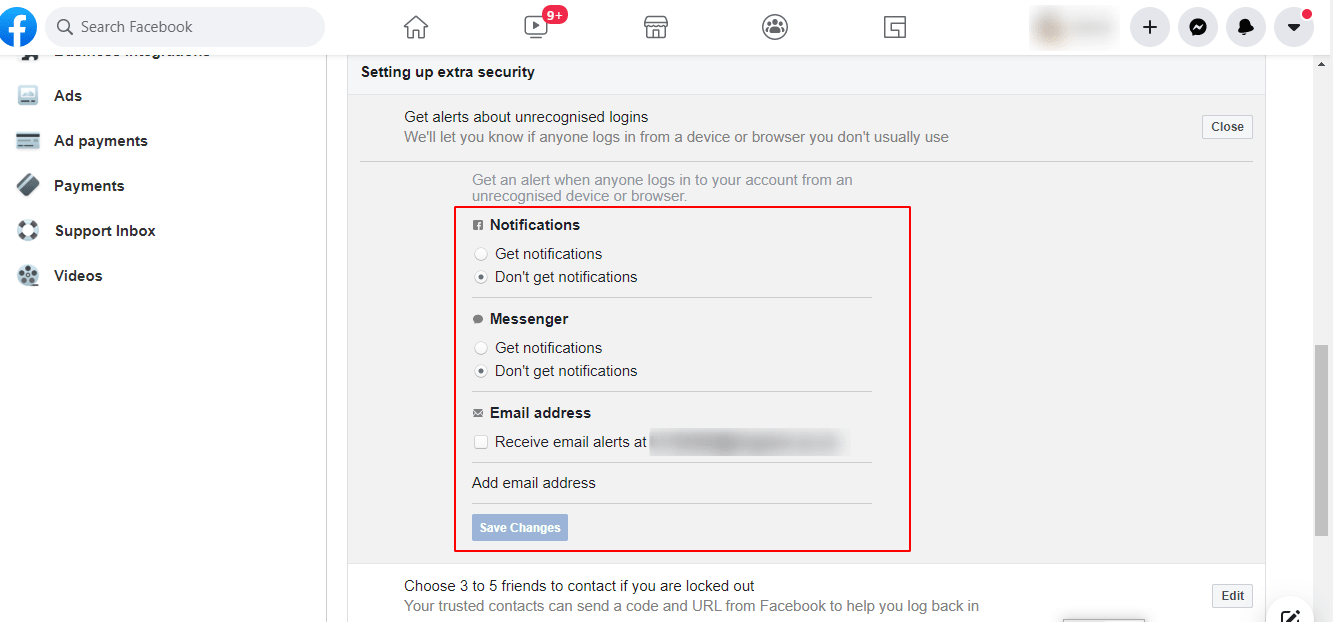 Search Facebook
9+
Business Integrations
Ads
Ad payments
Payments
Support Inbox
Videos
Setting up extra security
Get alerts about unrecognised logins
We'll let you know if anyone logs in from a device or browser you don't usually use
Close
Get an alert when anyone logs in to your account from an
unrecognised device or browser.
Notifications
Get notifications
Don't get notifications
Messenger
Get notifications
Don't get notifications
Email address
Receive email alerts at
Add email address
Save Changes
Choose 3 to 5 friends to contact if you are locked out
Your trusted contacts can send a code and URL from Facebook to help you log back in
Edit